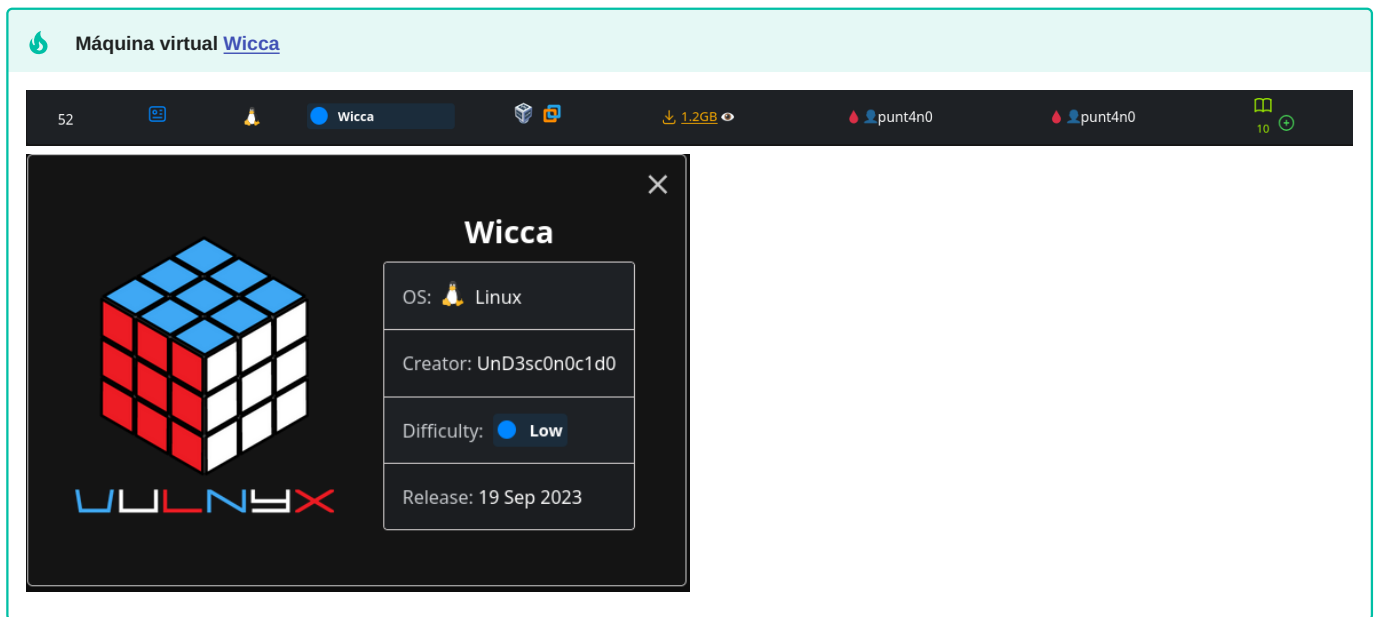 Máquina virtual Wicca
52 Wicca 1.2GB punt4n0 punt4n0 10
Wicca
OS: Linux
Creator: UnD3sc0n0c1d0
Difficulty: Low
Release: 19 Sep 2023
VULNYX